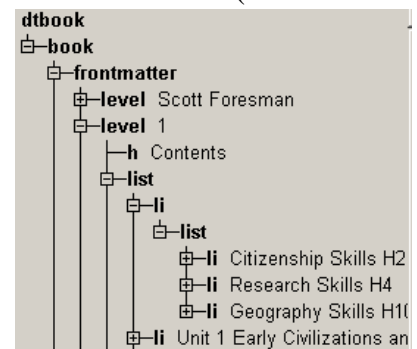 dtbook
book
frontmatter
level Scott Foresman
level 1
h Contents
list
li
list
li Citizenship Skills H2
li Research Skills H4
li Geography Skills
li Unit 1 Early Civilizations